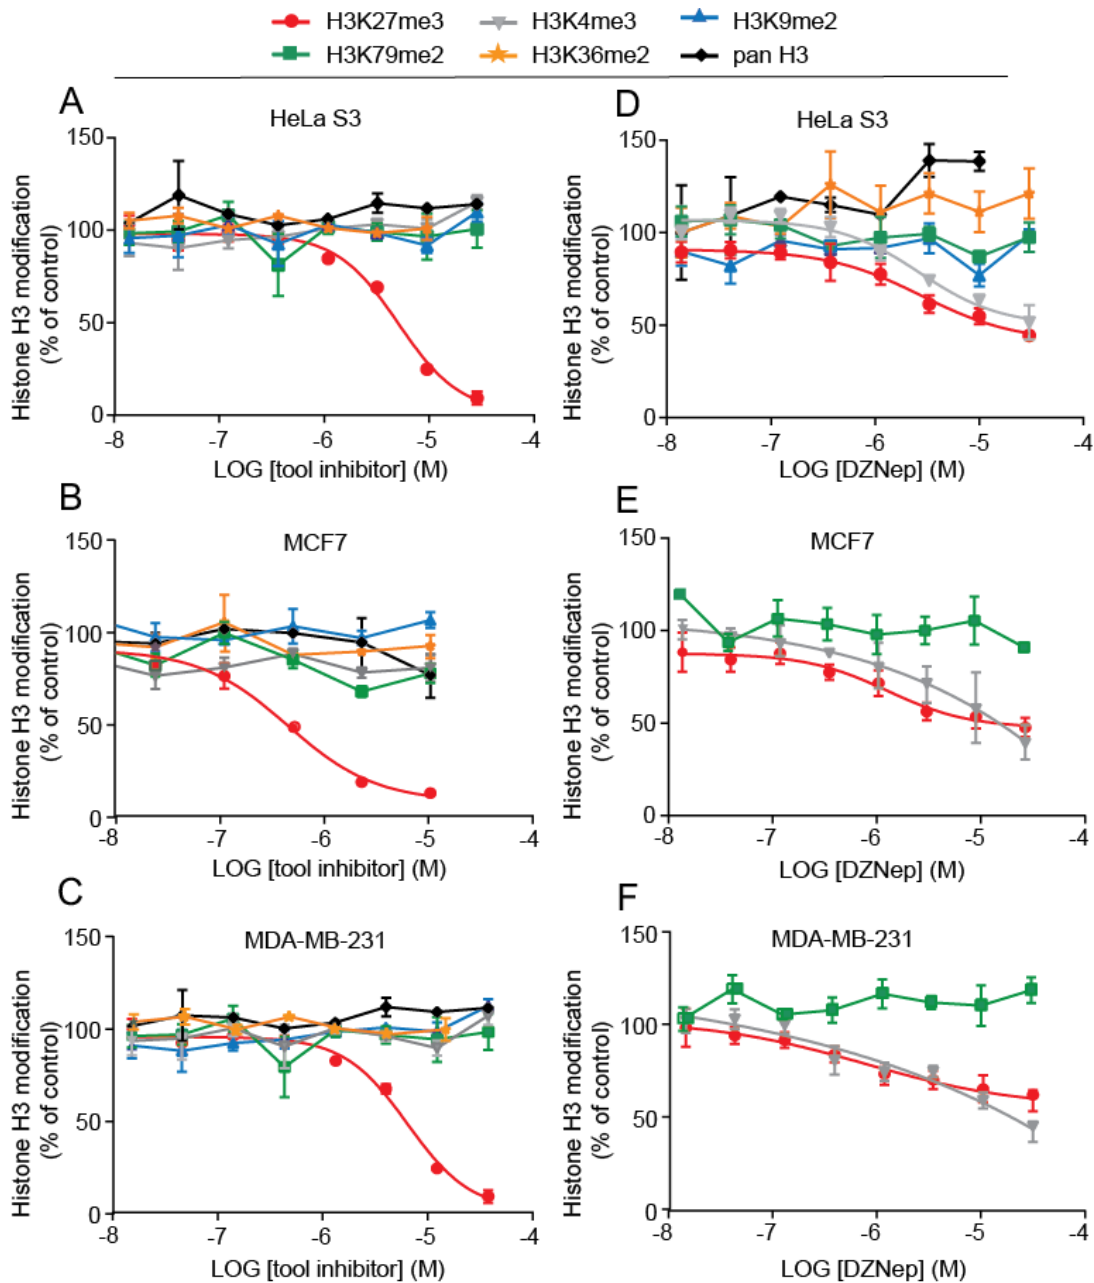 H3K27me3 H3K4me3 H3K9me2
H3K79me2 H3K36me2 pan H3
A
HeLa S3
Histone H3 modification
(% of control)
150
100
50
0
-8 -7 -6 -5 -4
LOG [tool inhibitor] (M)
D
HeLa S3
Histone H3 modification
(% of control)
150
100
50
0
-8 -7 -6 -5 -4
LOG [DZNep] (M)
B
MCF7
Histone H3 modification
(% of control)
150
100
50
0
-8 -7 -6 -5 -4
LOG [tool inhibitor] (M)
E
MCF7
Histone H3 modification
(% of control)
150
100
50
0
-8 -7 -6 -5 -4
LOG [DZNep] (M)
C
MDA-MB-231
Histone H3 modification
(% of control)
150
100
50
0
-8 -7 -6 -5 -4
LOG [tool inhibitor] (M)
F
MDA-MB-231
Histone H3 modification
(% of control)
150
100
50
0
-8 -7 -6 -5 -4
LOG [DZNep] (M)